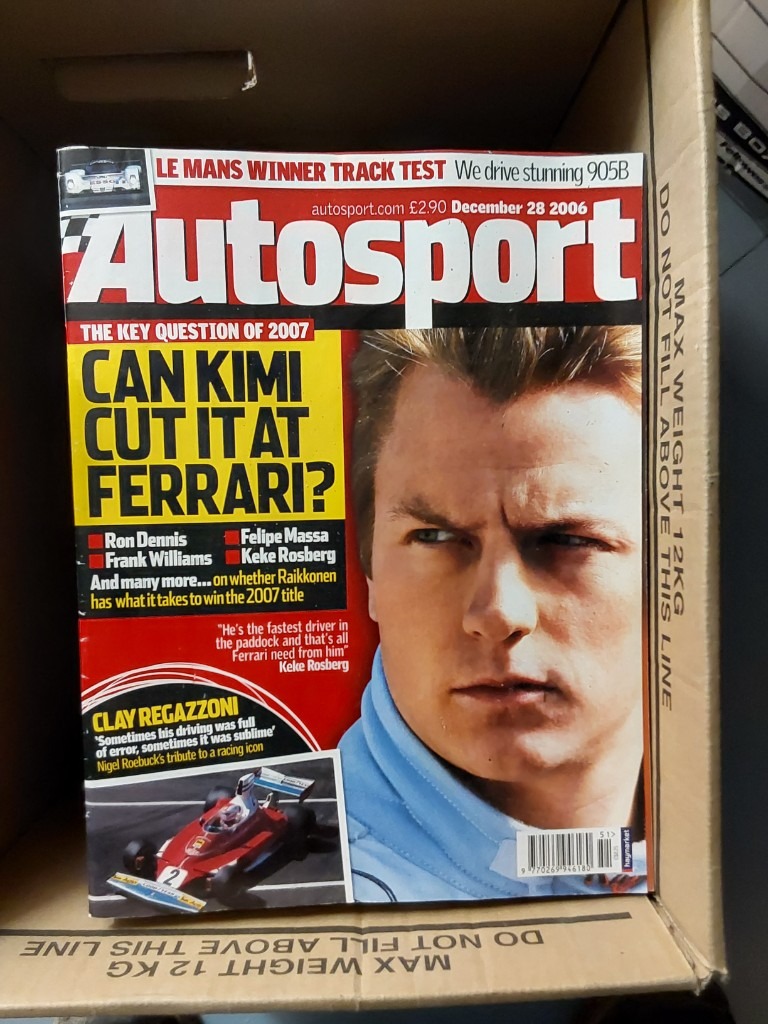 LE MANS WINNER TRACK TEST We drive stunning 905B
autosport.com £2.90 December 28 2006
Autosport
THE KEY QUESTION OF 2007
CAN KIMI
CUT IT AT
FERRARI?
Ron Dennis
Felipe Massa
Frank Williams
Keke Rosberg
And many more... on whether Raikkonen
has what it takes to win the 2007 title
"He's the fastest driver in
the paddock and that's all
Ferrari need from him"
Keke Rosberg
CLAY REGAZZONI
'Sometimes his driving was full
of error, sometimes it was sublime'
Nigel Roebuck's tribute to a racing icon
2
51>
9 770269 946180
haymarket
MAX WEIGHT 12KG
DO NOT FILL ABOVE THIS LINE
MAX WEIGHT 12 KG
DO NOT FILL ABOVE THIS LINE